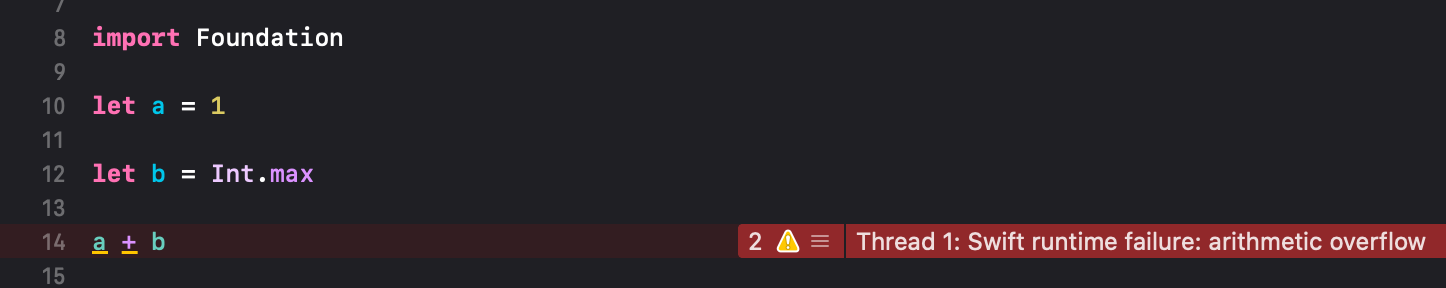 7
8 import Foundation
9
10 let a = 1
11
12 let b = Int.max
13
14 a + b 2 Thread 1: Swift runtime failure: arithmetic overflow
15